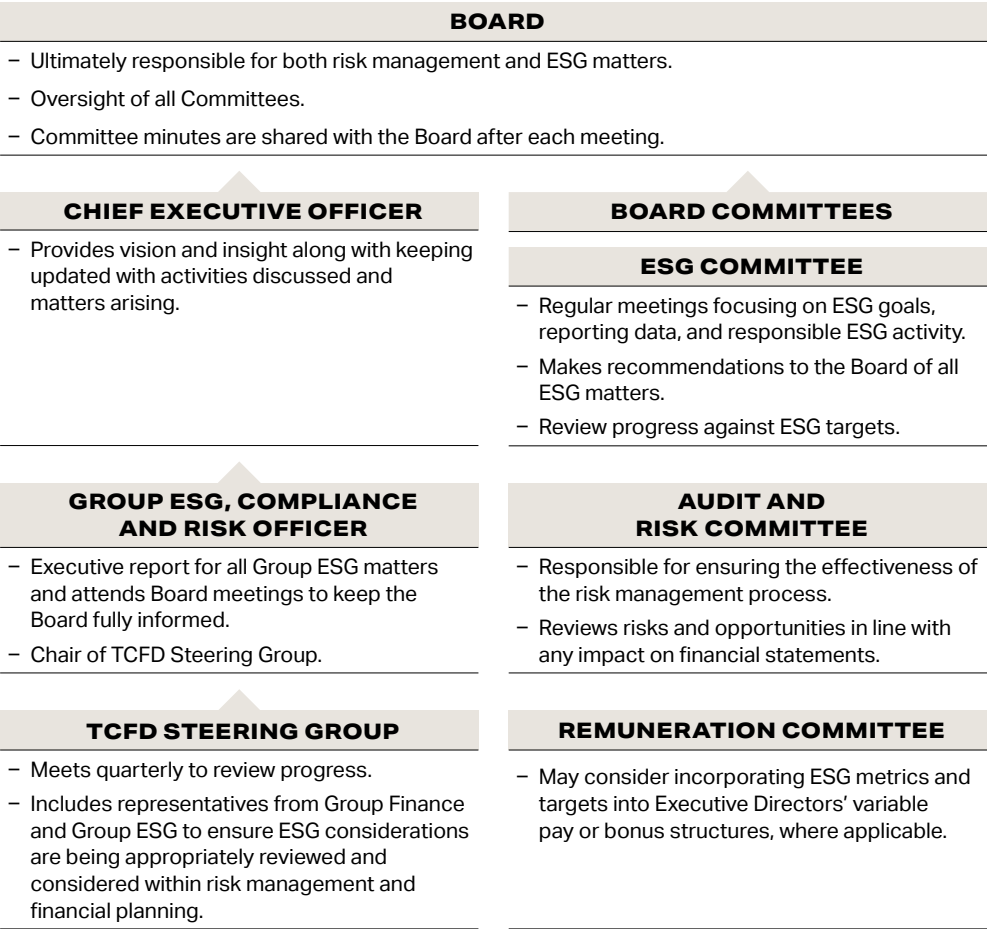 BOARD
– Ultimately responsible for both risk management and ESG matters.
– Oversight of all Committees.
– Committee minutes are shared with the Board after each meeting.
CHIEF EXECUTIVE OFFICER
– Provides vision and insight along with keeping
updated with activities discussed and
matters arising.
BOARD COMMITTEES
ESG COMMITTEE
– Regular meetings focusing on ESG goals,
reporting data, and responsible ESG activity.
– Makes recommendations to the Board of all
ESG matters.
– Review progress against ESG targets.
GROUP ESG, COMPLIANCE
AND RISK OFFICER
– Executive report for all Group ESG matters
and attends Board meetings to keep the
Board fully informed.
– Chair of TCFD Steering Group.
AUDIT AND
RISK COMMITTEE
– Responsible for ensuring the effectiveness of
the risk management process.
– Reviews risks and opportunities in line with
any impact on financial statements.
TCFD STEERING GROUP
– Meets quarterly to review progress.
– Includes representatives from Group Finance
and Group ESG to ensure ESG considerations
are being appropriately reviewed and
considered within risk management and
financial planning.
REMUNERATION COMMITTEE
– May consider incorporating ESG metrics and
targets into Executive Directors’ variable
pay or bonus structures, where applicable.